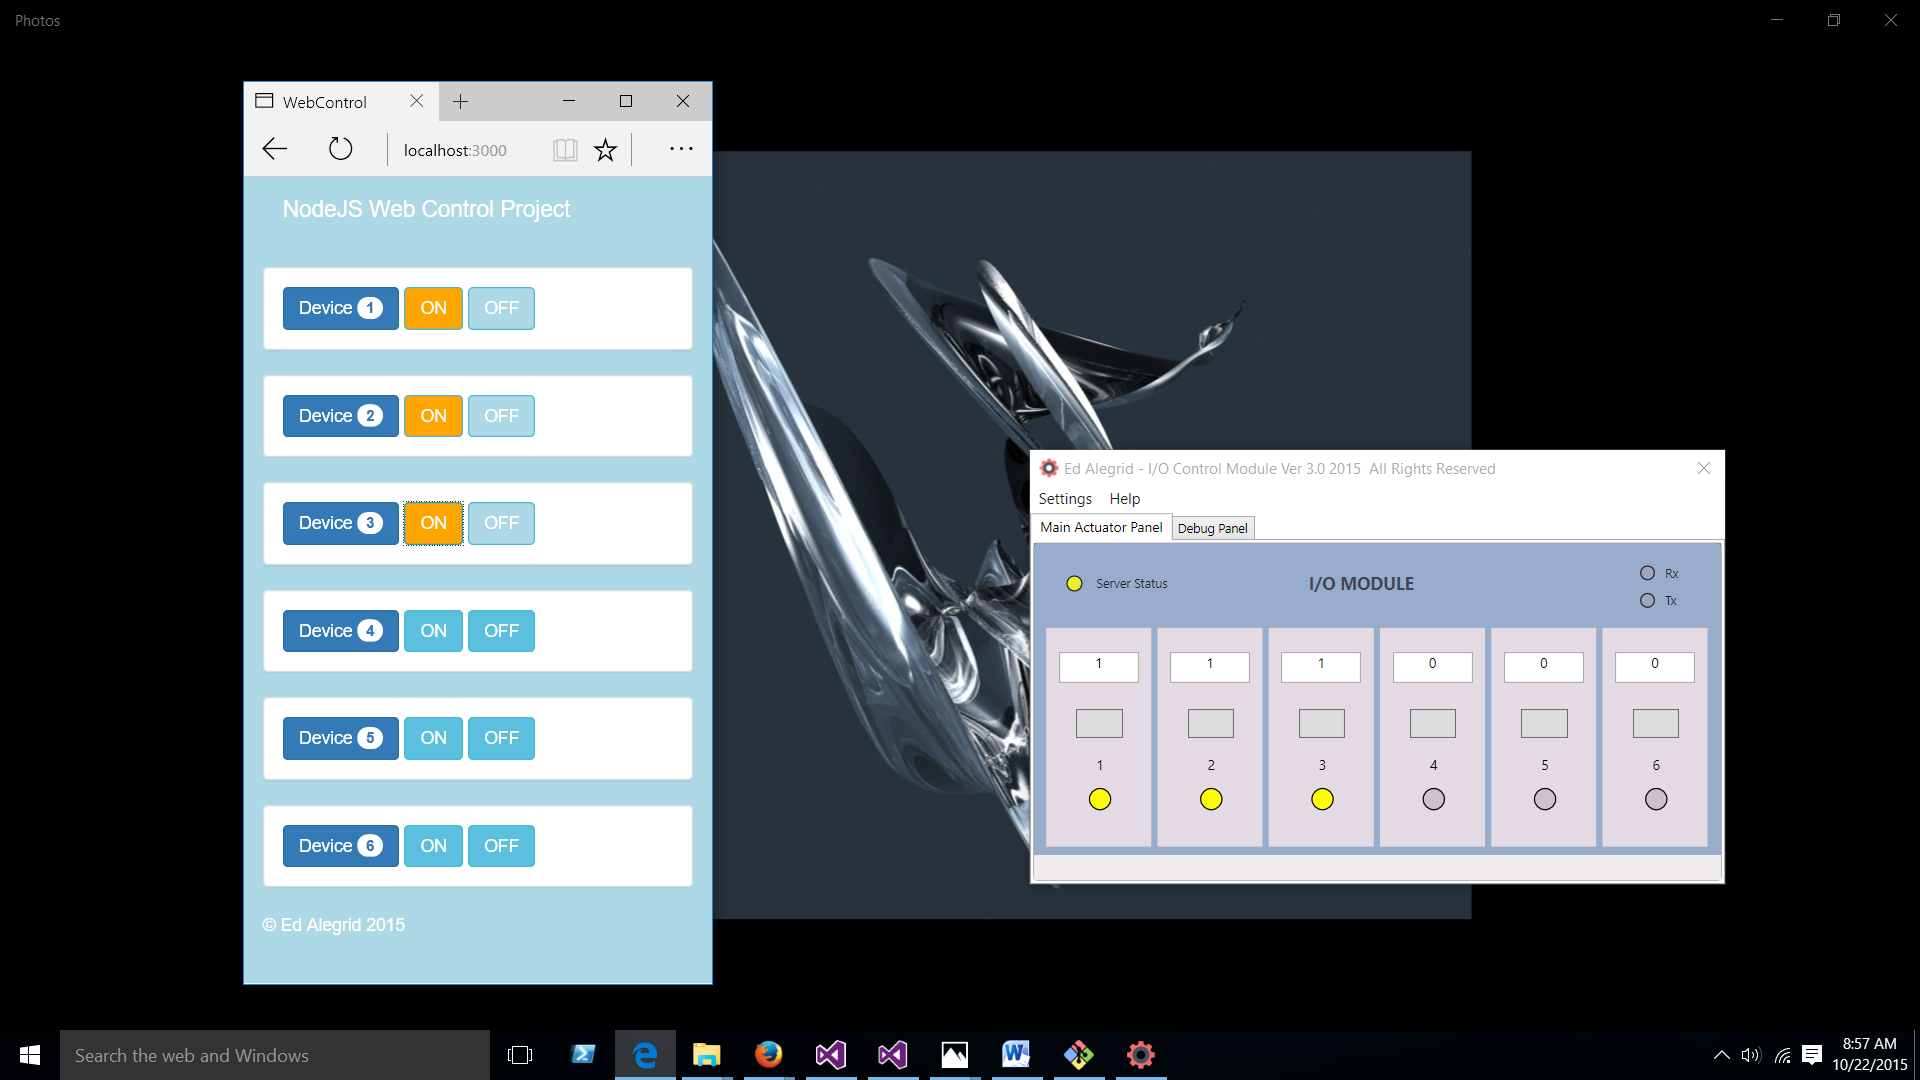 Photos
WebControl
localhost:3000
NodeJS Web Control Project
Device 1 ON OFF
Device 2 ON OFF
Device 3 ON OFF
Device 4 ON OFF
Device 5 ON OFF
Device 6 ON OFF
© Ed Alegrid 2015
Ed Alegrid - I/O Control Module Ver 3.0 2015 All Rights Reserved
Settings Help
Main Actuator Panel Debug Panel
Server Status I/O MODULE Rx
Tx
1 1 1 0 0 0
1 2 3 4 5 6
Search the web and Windows
8:57 AM
10/22/2015